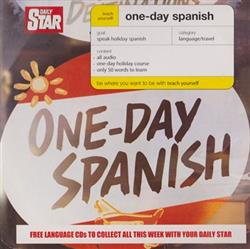 DAILY
STAR
teach
yourself
one-day spanish
goal
speak holiday spanish
category
language/travel
content
- all audio
- one-day holiday course
- only 50 words to learn
be where you want to be with teach yourself
ONE-DAY
SPANISH
FREE LANGUAGE CDs TO COLLECT ALL THIS WEEK WITH YOUR DAILY STAR